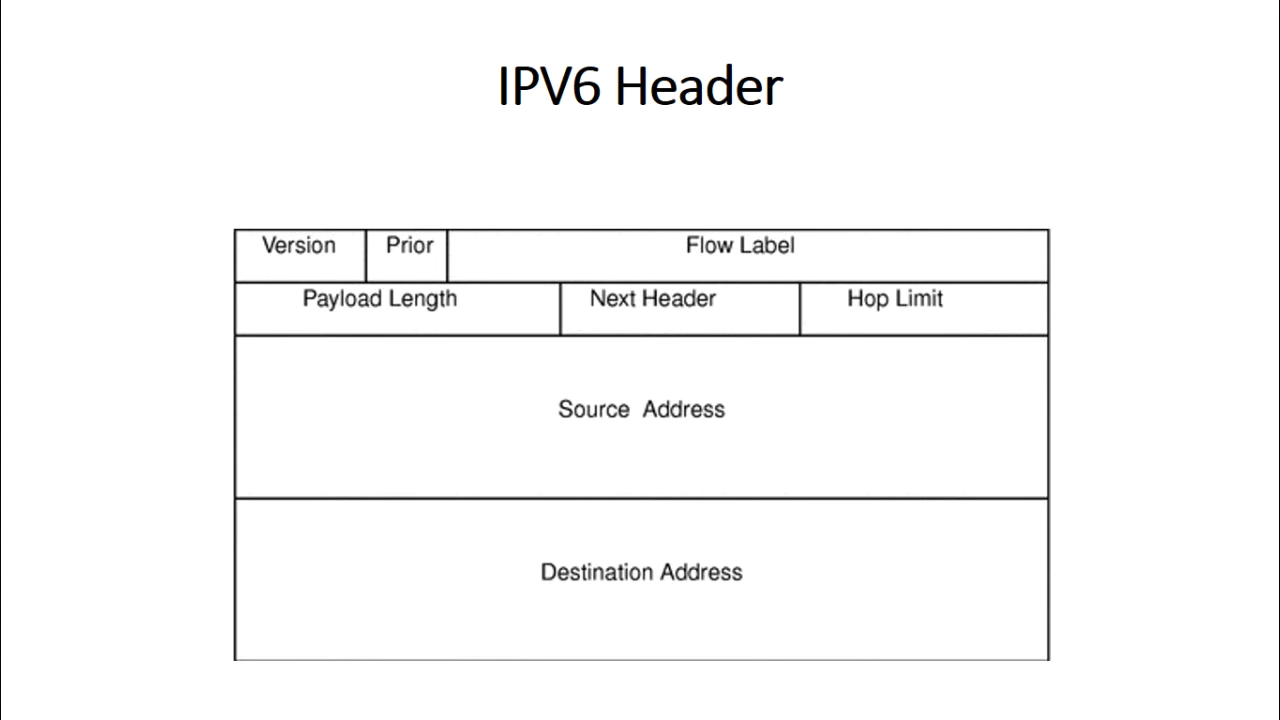 IPV6 Header
Version Prior Flow Label
Payload Length Next Header Hop Limit
Source Address
Destination Address